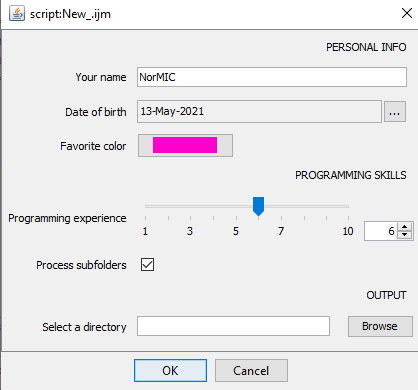 script:New_.ijm
PERSONAL INFO
Your name NorMIC
Date of birth 13-May-2021 ...
Favorite color
PROGRAMMING SKILLS
Programming experience 1 3 5 7 10 6
Process subfolders
OUTPUT
Select a directory Browse
OK Cancel